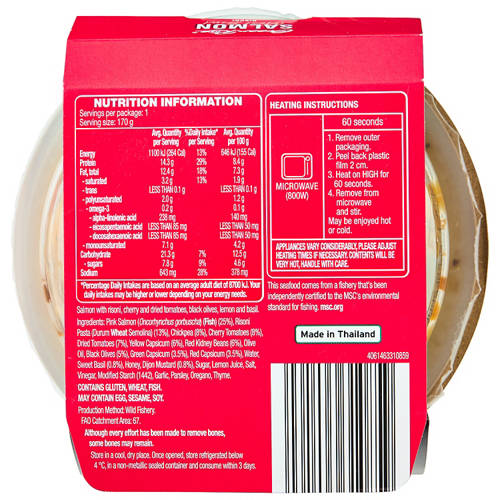 SALMON
NUTRITION INFORMATION
Servings per package: 1
Serving size: 170 g
Avg. Quantity per Serving %Daily Intake* per Serving Avg. Quantity per 100 g
Energy 1100 kJ (264 Cal) 13% 646 kJ (155 Cal)
Protein 14.3 g 29% 8.4 g
Fat, total 12.4 g 18% 7.3 g
- saturated 3.2 g 13% 1.9 g
- trans LESS THAN 0.1 g LESS THAN 0.1 g
- polyunsaturated 2.0 g 1.2 g
- omega-3 0.2 g 0.1 g
- alpha-linolenic acid 238 mg 140 mg
- eicosapentaenoic acid LESS THAN 85 mg LESS THAN 50 mg
- docosahexaenoic acid LESS THAN 85 mg LESS THAN 50 mg
- monounsaturated 7.1 g 4.2 g
Carbohydrate 21.3 g 7% 12.5 g
- sugars 7.8 g 9% 4.6 g
Sodium 643 mg 28% 378 mg
*Percentage Daily Intakes are based on an average adult diet of 8700 kJ. Your
daily intakes may be higher or lower depending on your energy needs.
HEATING INSTRUCTIONS
60 seconds
MICROWAVE
(800W)
1. Remove outer
packaging.
2. Peel back plastic
film 2 cm.
3. Heat on HIGH for
60 seconds.
4. Remove from
microwave
and stir.
May be enjoyed hot
or cold.
APPLIANCES VARY CONSIDERABLY, PLEASE ADJUST
HEATING TIMES IF NECESSARY. CONTENTS WILL BE
VERY HOT, HANDLE WITH CARE.
Salmon with risoni, cherry and dried tomatoes, black olives, lemon and basil.
Ingredients: Pink Salmon (Oncorhynchus gorbuscha) (Fish) (25%), Risoni
Pasta (Durum Wheat Semolina) (13%), Chickpea (8%), Cherry Tomatoes (8%),
Dried Tomatoes (7%), Yellow Capsicum (6%), Red Kidney Beans (6%), Olive
Oil, Black Olives (5%), Green Capsicum (3.5%), Red Capsicum (3.5%), Water,
Sweet Basil (0.8%), Honey, Dijon Mustard (0.8%), Sugar, Lemon Juice, Salt,
Vinegar, Modified Starch (1442), Garlic, Parsley, Oregano, Thyme.
CONTAINS GLUTEN, WHEAT, FISH.
MAY CONTAIN EGG, SESAME, SOY.
Production Method: Wild Fishery.
FAO Catchment Area: 67.
Although every effort has been made to remove bones,
some bones may remain.
Store in a cool, dry place. Once opened, store refrigerated below
4 °C, in a non-metallic sealed container and consume within 3 days.
This seafood comes from a fishery that's been
independently certified to the MSC's environmental
standard for fishing. msc.org
Made in Thailand
4061463310859